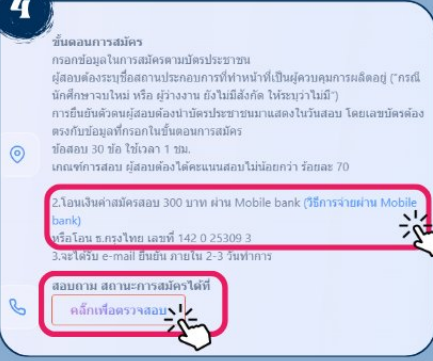 4
ขั้นตอนการสมัคร
กรอกข้อมูลในการสมัครตามบัตรประชาชน
ผู้สอบต้องระบุชื่อสถานประกอบการที่ทำหน้าที่เป็นผู้ควบคุมการผลิตอยู่ ("กรณี
นักศึกษาจบใหม่ หรือ ผู้ว่างงาน ยังไม่มีสังกัด ให้ระบุว่าไม่มี")
การยืนยันตัวตนผู้สอบต้องนำบัตรประชาชนมาแสดงในวันสอบ โดยเลขบัตรต้อง
ตรงกับข้อมูลที่กรอกในขั้นตอนการสมัคร
ข้อสอบ 30 ข้อ ใช้เวลา 1 ชม.
เกณฑ์การสอบ ผู้สอบต้องได้คะแนนสอบไม่น้อยกว่า ร้อยละ 70
2.โอนเงินค่าสมัครสอบ 300 บาท ผ่าน Mobile bank (วิธีการจ่ายผ่าน Mobile
bank)
หรือโอน ธ.กรุงไทย เลขที่ 142 0 25309 3
3.จะได้รับ e-mail ยืนยัน ภายใน 2-3 วันทำการ
สอบถาม สถานะการสมัครได้ที่
คลิ๊กเพื่อตรวจสอบ